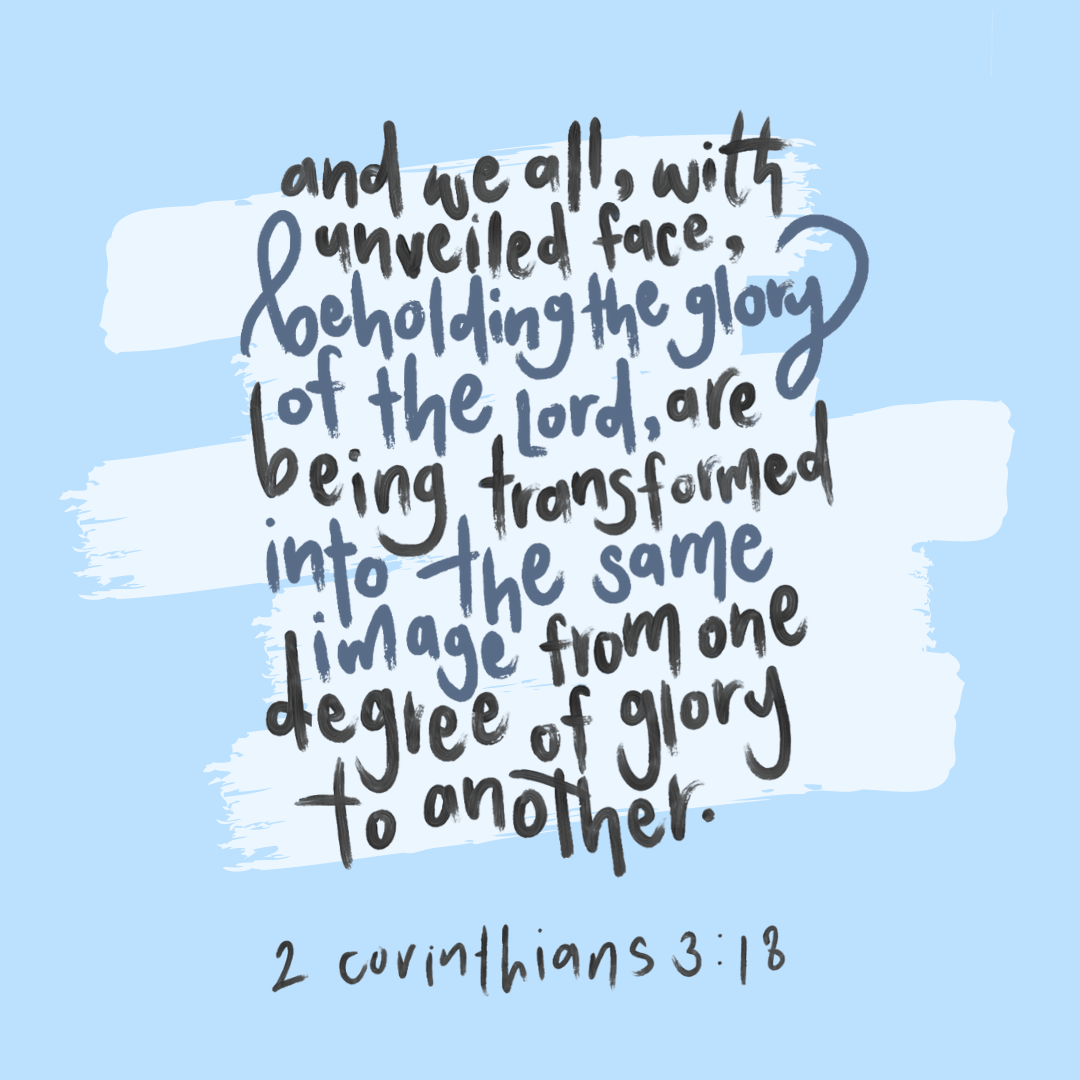 and we all, with
unveiled face,
beholding the glory
of the Lord, are
being transformed
into the same
image from one
degree of glory
to another.
2 corinthians 3:18